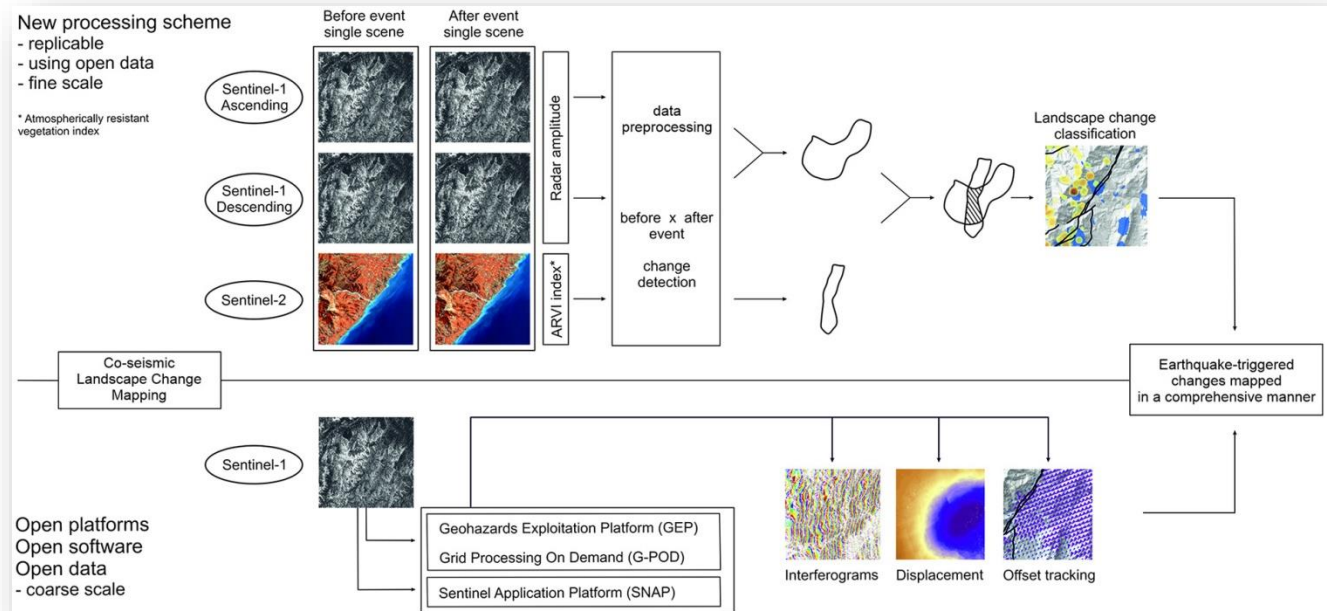 New processing scheme
- replicable
- using open data
- fine scale
* Atmospherically resistant
vegetation index
Before event
single scene
After event
single scene
Sentinel-1
Ascending
Sentinel-1
Descending
Sentinel-2
Radar amplitude
ARVI index*
data
preprocessing
before x after
event
change
detection
Landscape change
classification
Co-seismic
Landscape Change
Mapping
Earthquake-triggered
changes mapped
in a comprehensive manner
Sentinel-1
Open platforms
Open software
Open data
- coarse scale
Geohazards Exploitation Platform (GEP)
Grid Processing On Demand (G-POD)
Sentinel Application Platform (SNAP)
Interferograms
Displacement
Offset tracking